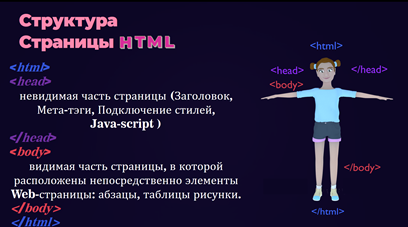 Структура
Страницы HTML
<html>
<head>
невидимая часть страницы (Заголовок,
Мета-тэги, Подключение стилей,
Java-script )
</head>
<body>
видимая часть страницы, в которой
расположены непосредственно элементы
Web-страницы: абзацы, таблицы рисунки.
</body>
</html>
<html>
<head>
</head>
<body>
</body>
</html>